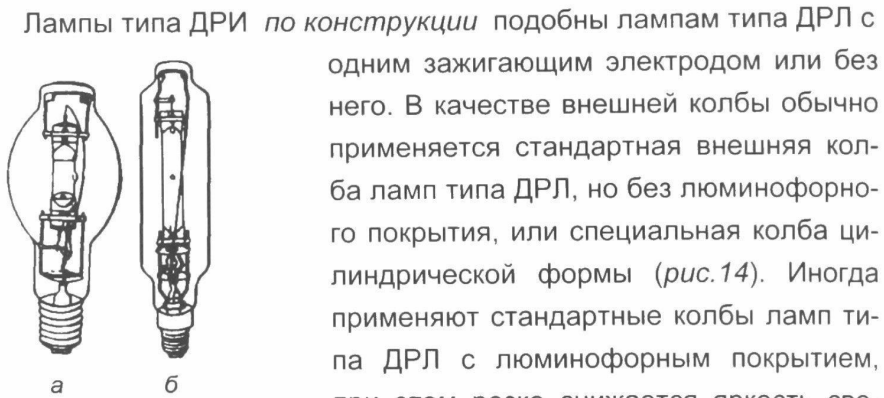 Лампы типа ДРИ по конструкции подобны лампам типа ДРЛ с
одним зажигающим электродом или без
него. В качестве внешней колбы обычно
применяется стандартная внешняя кол-
ба ламп типа ДРЛ, но без люминофорно-
го покрытия, или специальная колба ци-
линдрической формы (рис.14). Иногда
применяют стандартные колбы ламп ти-
па ДРЛ с люминофорным покрытием,
а б